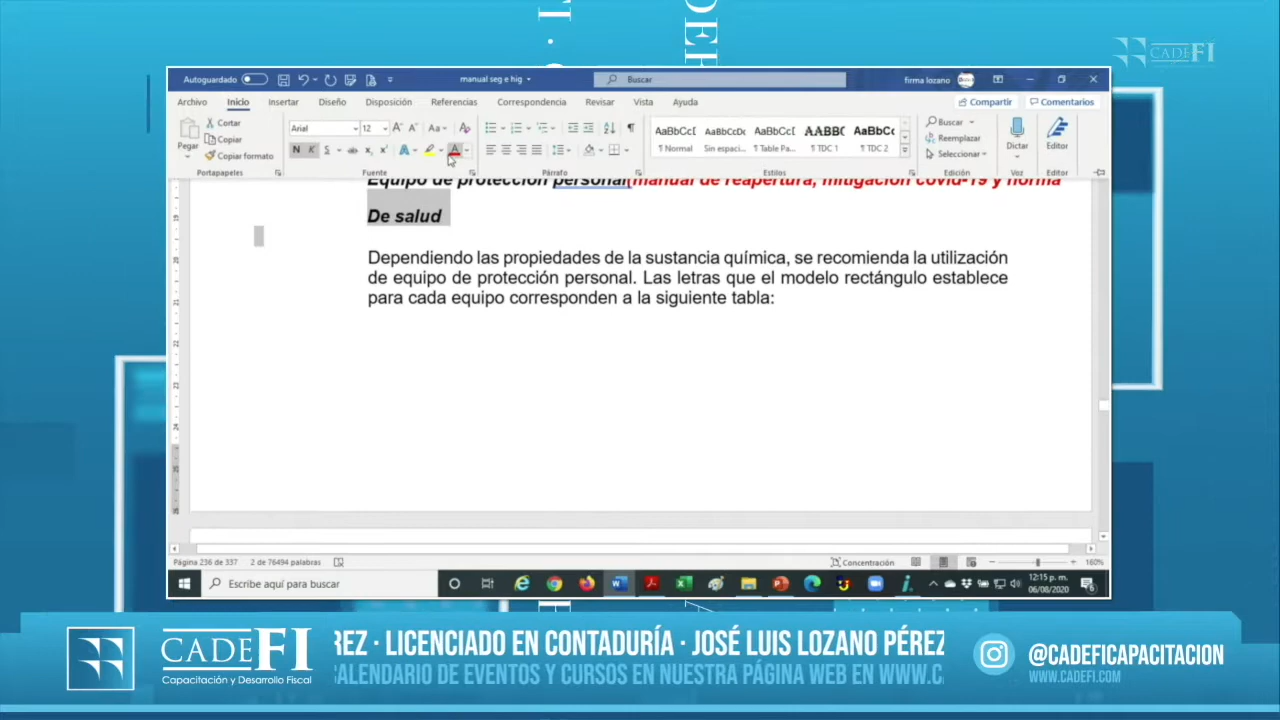 CADEFI
Autoguardado
manual seg e hig
Buscar
firma lozano
Archivo Inicio Insertar Diseño Disposición Referencias Correspondencia Revisar Vista Ayuda
Compartir Comentarios
Pegar
Cortar
Copiar
Copiar formato
Portapapeles
Arial 12
N K S
Fuente
Párrafo
AaBbCcD AaBbCcDc AaBbCcD AABBC AaBbCc
¶ Normal Sin espaci... ¶ Table Pa... ¶ TDC 1 ¶ TDC 2
Estilos
Buscar
Reemplazar
Seleccionar
Edición
Dictar
Voz
Editor
Editor
Equipo de protección personal(manual de reapertura, mitigación covid-19 y norma
De salud
Dependiendo las propiedades de la sustancia química, se recomienda la utilización
de equipo de protección personal. Las letras que el modelo rectángulo establece
para cada equipo corresponden a la siguiente tabla:
Página 236 de 337 2 de 76494 palabras
Concentración
160%
Escribe aquí para buscar
12:15 p. m.
06/08/2020
CADEFI
Capacitación y Desarrollo Fiscal
REZ · LICENCIADO EN CONTADURÍA · JOSÉ LUIS LOZANO PÉREZ
CALENDARIO DE EVENTOS Y CURSOS EN NUESTRA PÁGINA WEB EN WWW.C
@CADEFICAPACITACION
WWW.CADEFI.COM